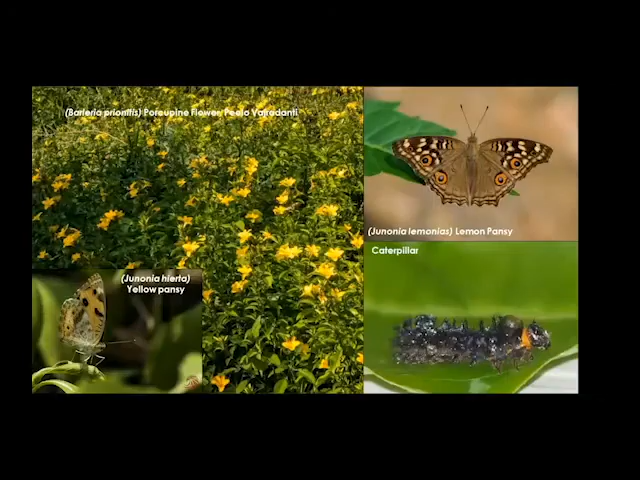 (Barleria prionitis) Porcupine Flower/Peela Vajradanti
(Junonia lemonias) Lemon Pansy
Caterpillar
(Junonia hierta)
Yellow pansy